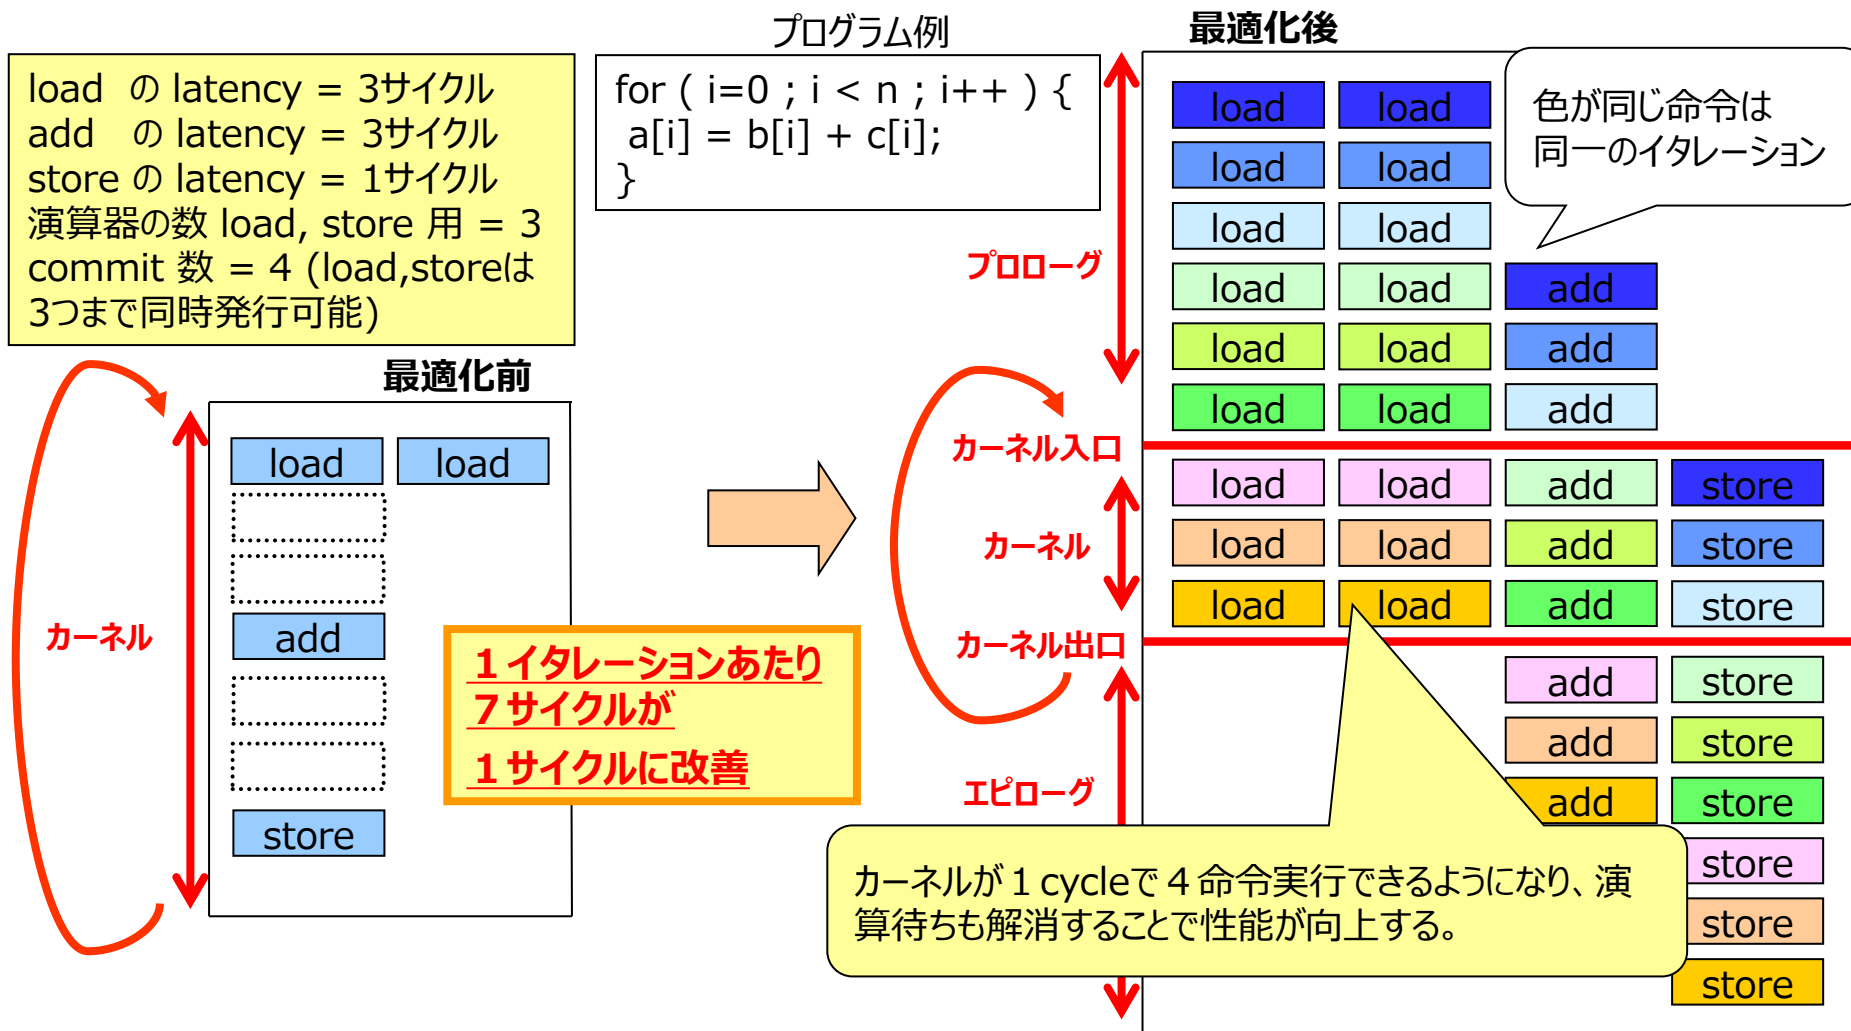 プログラム例
最適化後
load の latency = 3サイクル
add の latency = 3サイクル
store の latency = 1サイクル
演算器の数 load, store 用 = 3
commit 数 = 4 (load,storeは
3つまで同時発行可能)
for ( i=0 ; i < n ; i++ ) {
a[i] = b[i] + c[i];
}
色が同じ命令は
同一のイタレーション
最適化前
カーネル
load load
add
store
1イタレーションあたり
7サイクルが
1サイクルに改善
プロローグ
load load
load load
load load
load load add
load load add
load load add
カーネル入口
カーネル
load load add store
load load add store
load load add store
カーネル出口
エピローグ
add store
add store
add store
store
store
store
カーネルが1cycleで4命令実行できるようになり、演
算待ちも解消することで性能が向上する。